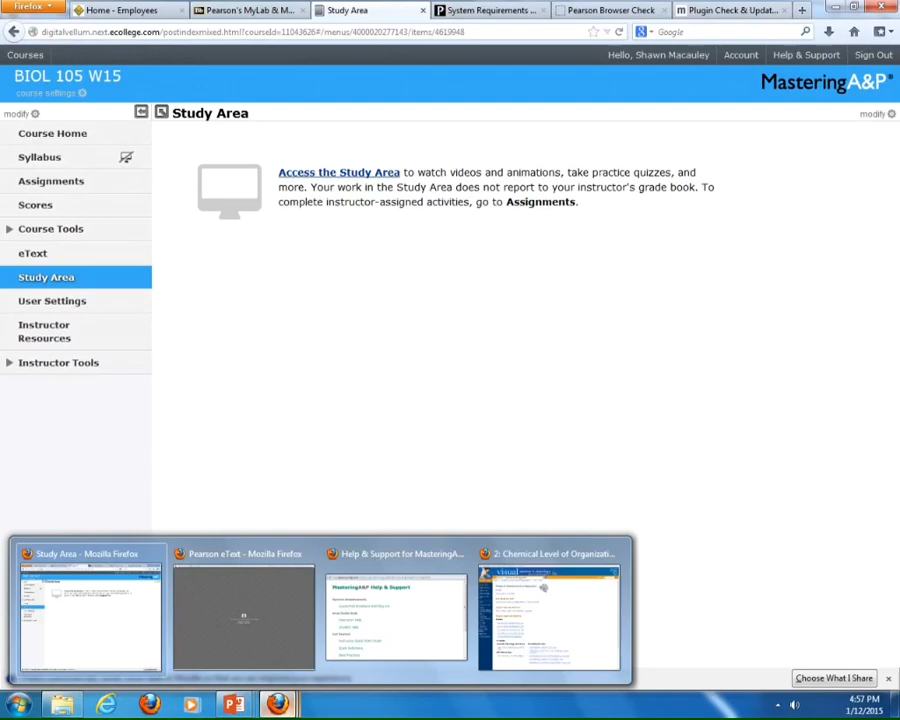 Firefox
Home - Employees
Pearson's MyLab & M...
Study Area
System Requirements ...
Pearson Browser Check
Plugin Check & Updat...
digitalvellum.next.ecollege.com/postindexmixed.html?courseId=11043626#/menus/4000020277143/items/4619948
Google
Courses
Hello, Shawn Macauley
Account
Help & Support
Sign Out
BIOL 105 W15
course settings
MasteringA&P®
modify
Study Area
modify
Course Home
Syllabus
Assignments
Scores
Course Tools
eText
Study Area
User Settings
Instructor
Resources
Instructor Tools
Access the Study Area to watch videos and animations, take practice quizzes, and
more. Your work in the Study Area does not report to your instructor's grade book. To
complete instructor-assigned activities, go to Assignments.
Study Area - Mozilla Firefox
Pearson eText - Mozilla Firefox
Help & Support for MasteringA...
2: Chemical Level of Organizati...
MasteringA&P Help & Support
visual
Choose What I Share
4:57 PM
1/12/2015